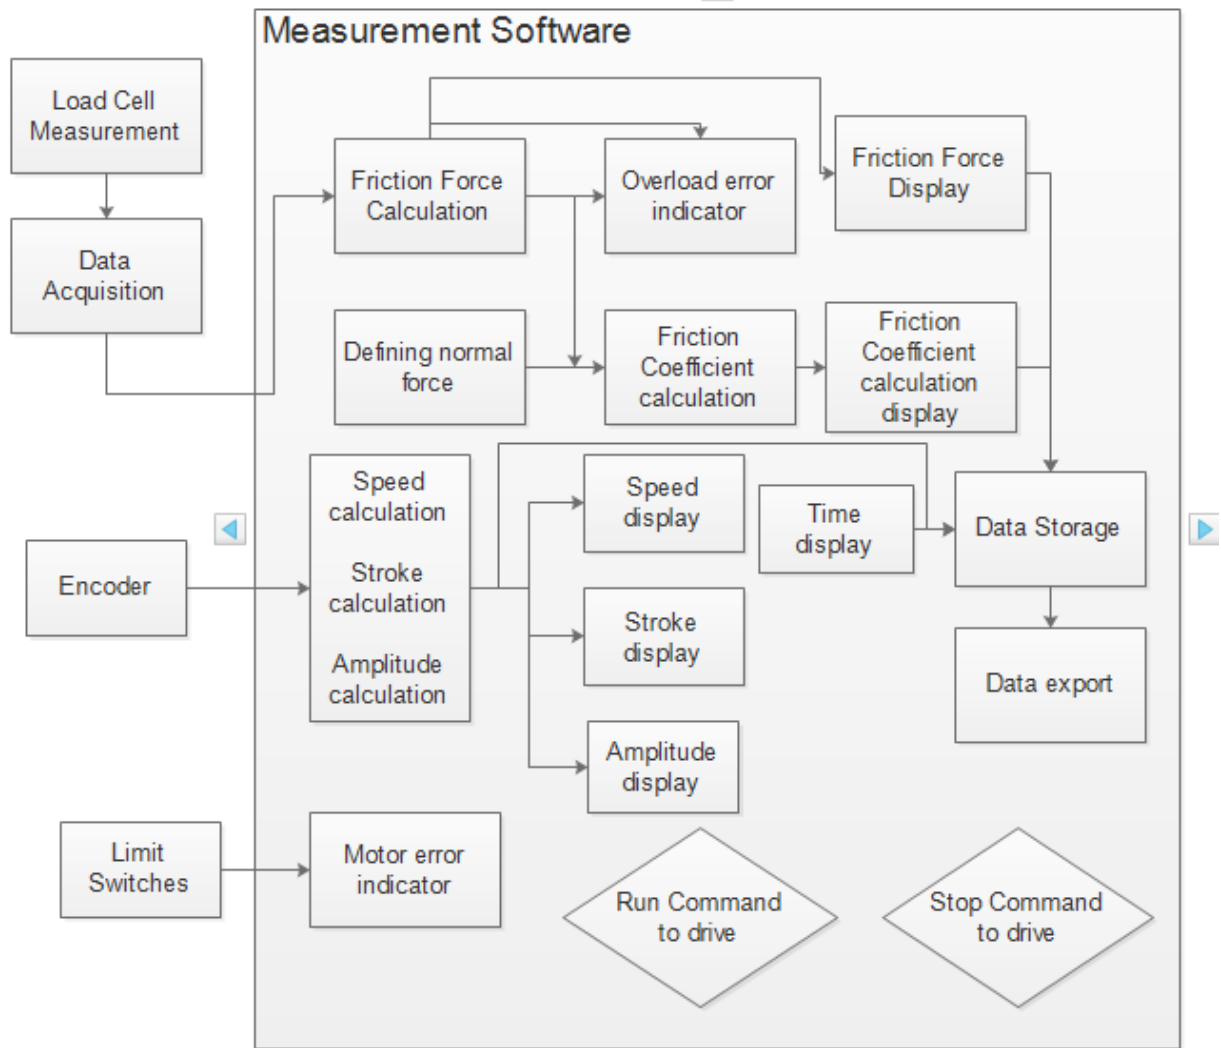 Measurement Software
Load Cell
Measurement
Data
Acquisition
Friction Force
Calculation
Overload error
indicator
Friction Force
Display
Defining normal
force
Friction
Coefficient
calculation
Friction
Coefficient
calculation
display
Speed
calculation
Stroke
calculation
Amplitude
calculation
Speed
display
Time
display
Data Storage
Encoder
Stroke
display
Data export
Amplitude
display
Limit
Switches
Motor error
indicator
Run Command
to drive
Stop Command
to drive